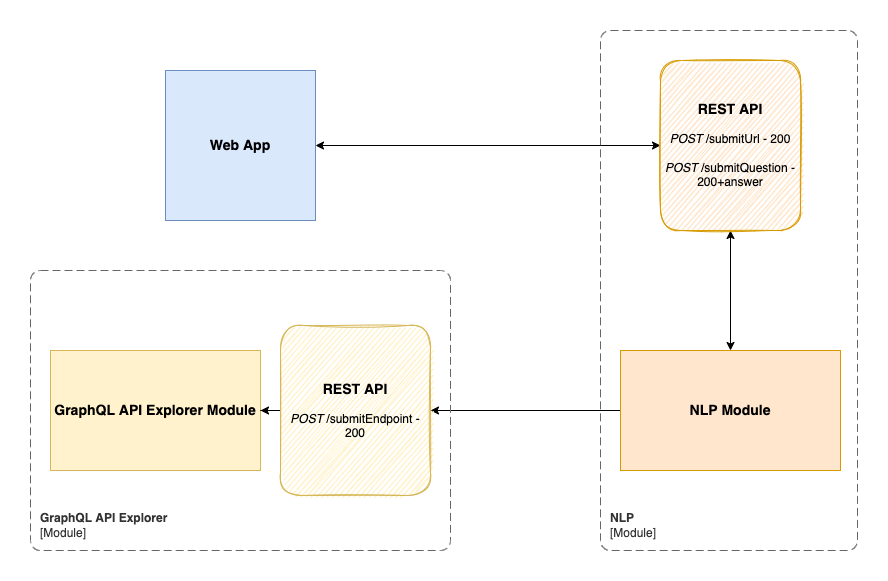 REST API
POST /submitUrl - 200
POST /submitQuestion -
200+answer
Web App
REST API
POST /submitEndpoint -
200
GraphQL API Explorer Module
NLP Module
GraphQL API Explorer
[Module]
NLP
[Module]